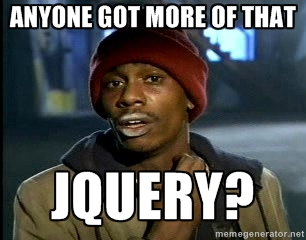 ANYONE GOT MORE OF THAT
JQUERY?
memegenerator.net